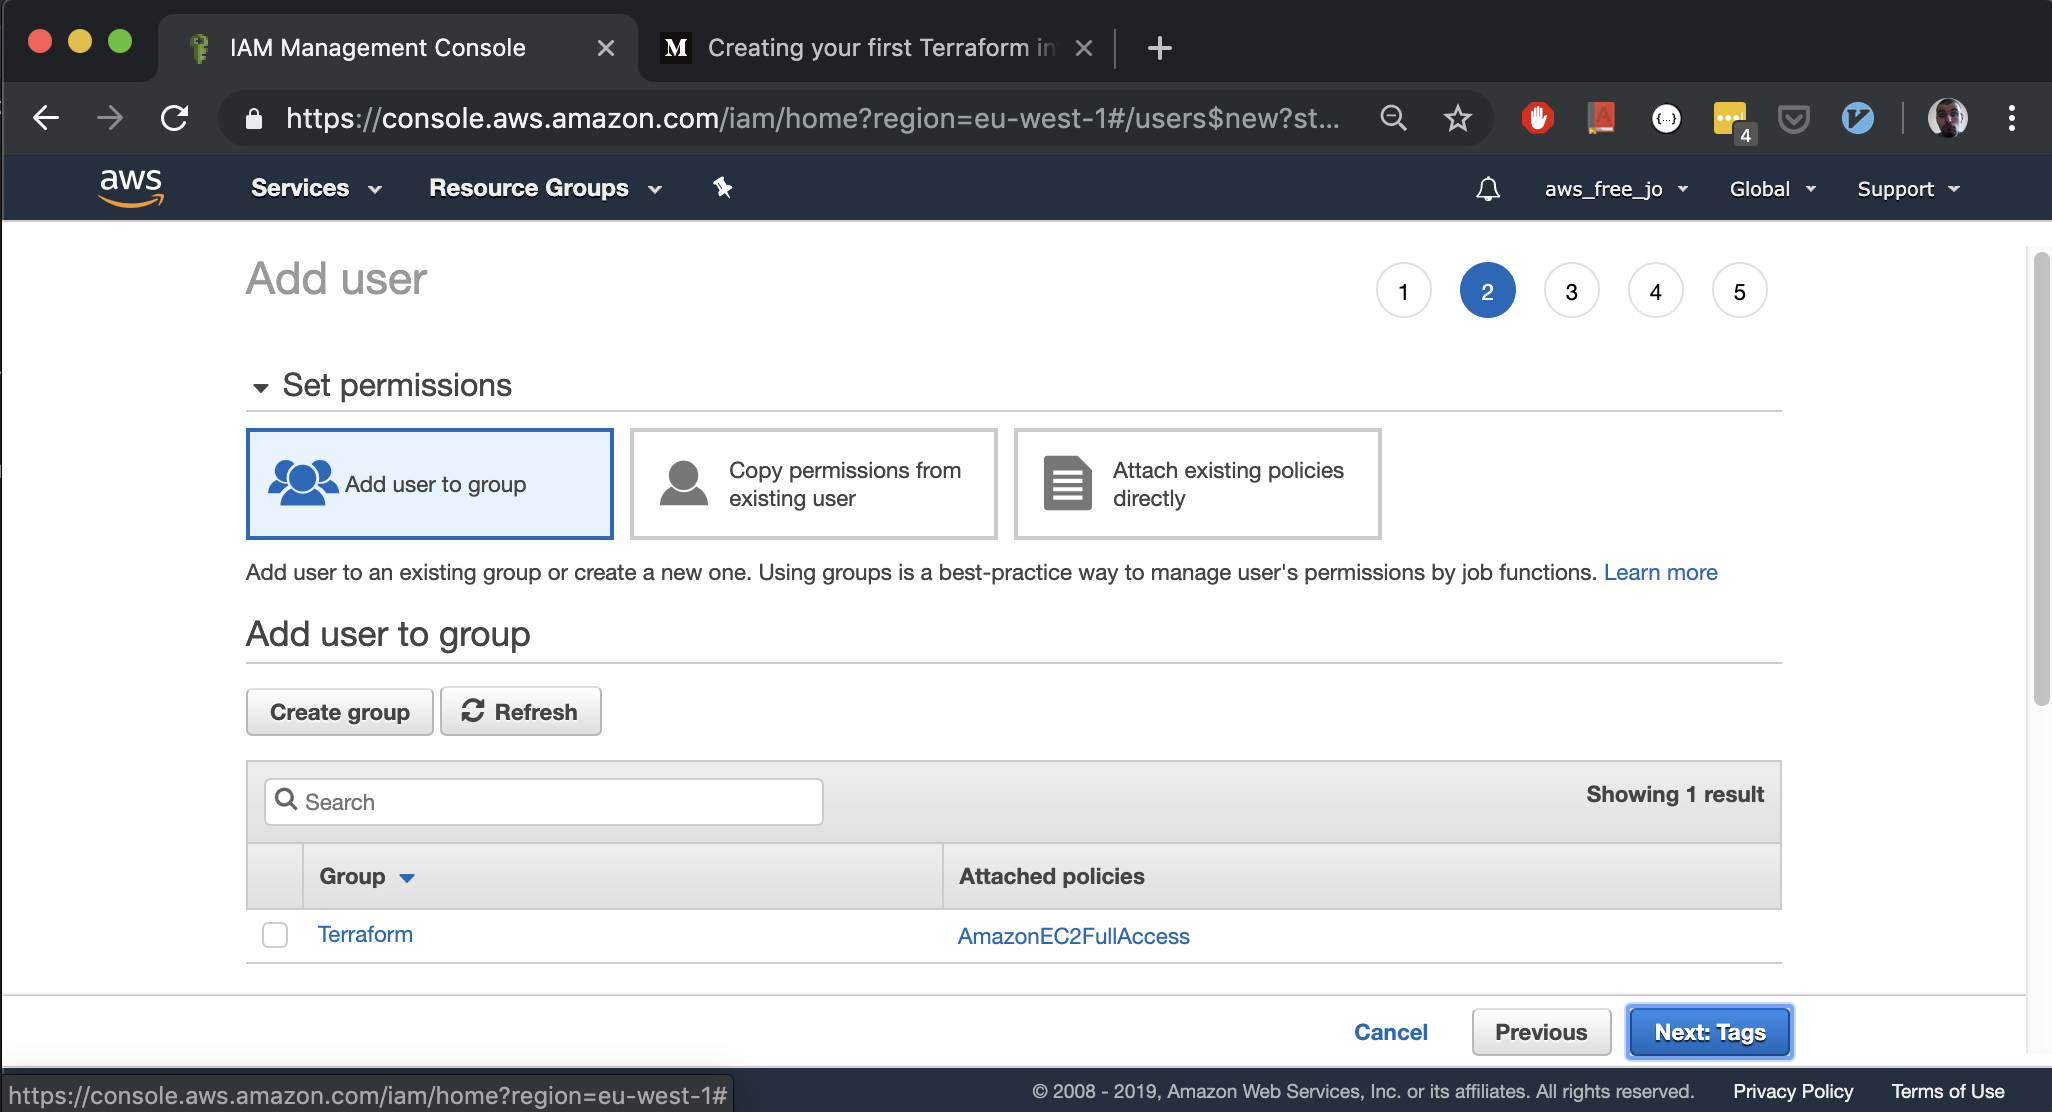 IAM Management Console
M Creating your first Terraform in
https://console.aws.amazon.com/iam/home?region=eu-west-1#/users$new?st...
{...}
A
4
aws
Services
Resource Groups
aws_free_jo
Global
Support
Add user
1 2 3 4 5
Set permissions
Add user to group
Copy permissions from
existing user
Attach existing policies
directly
Add user to an existing group or create a new one. Using groups is a best-practice way to manage user's permissions by job functions. Learn more
Add user to group
Create group
Refresh
Search
Showing 1 result
Group
Attached policies
Terraform
AmazonEC2FullAccess
Cancel
Previous
Next: Tags
https://console.aws.amazon.com/iam/home?region=eu-west-1#
© 2008 - 2019, Amazon Web Services, Inc. or its affiliates. All rights reserved.
Privacy Policy
Terms of Use